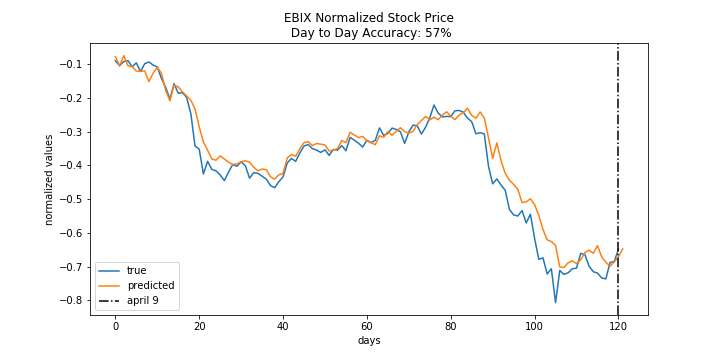 EBIX Normalized Stock Price
Day to Day Accuracy: 57%
−0.1
−0.2
−0.3
−0.4
−0.5
−0.6
−0.7
−0.8
normalized values
true
predicted
april 9
0
20
40
60
80
100
120
days